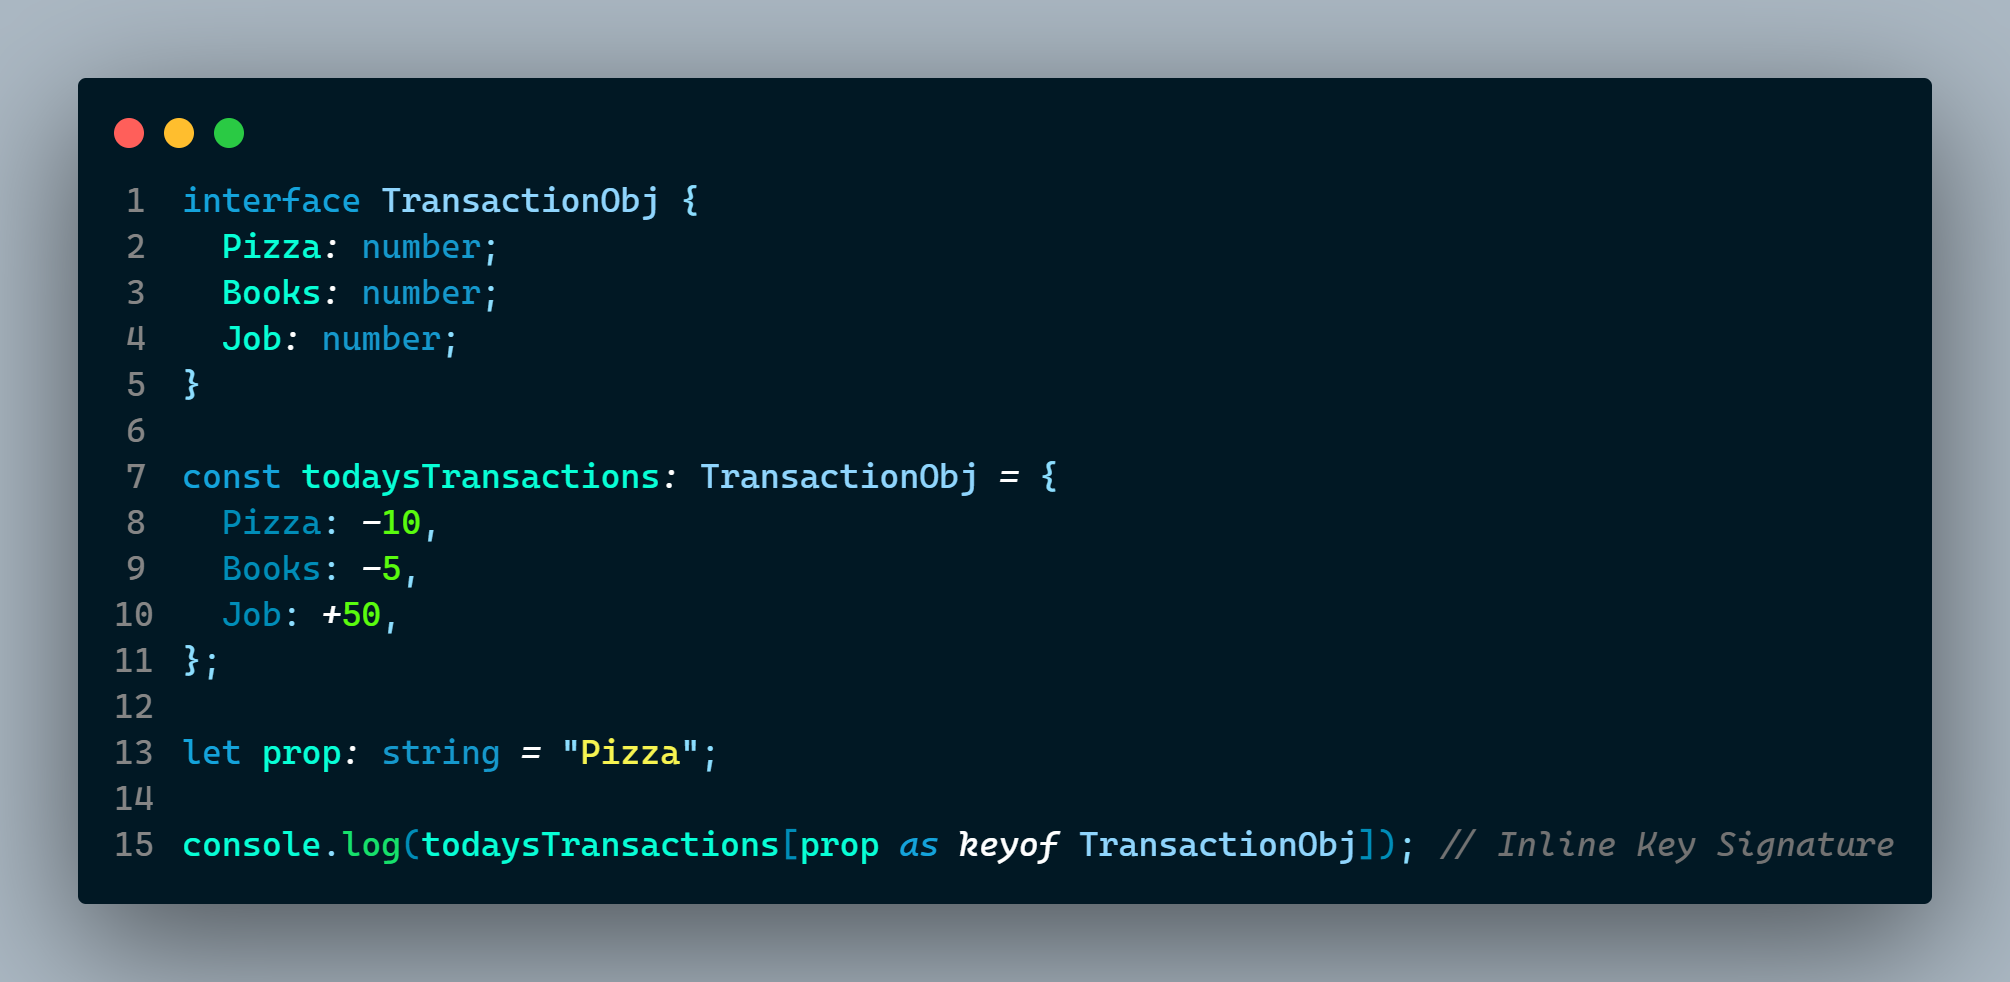 1 interface TransactionObj {
2   Pizza: number;
3   Books: number;
4   Job: number;
5 }
6
7 const todaysTransactions: TransactionObj = {
8   Pizza: -10,
9   Books: -5,
10   Job: +50,
11 };
12
13 let prop: string = "Pizza";
14
15 console.log(todaysTransactions[prop as keyof TransactionObj]); // Inline Key Signature